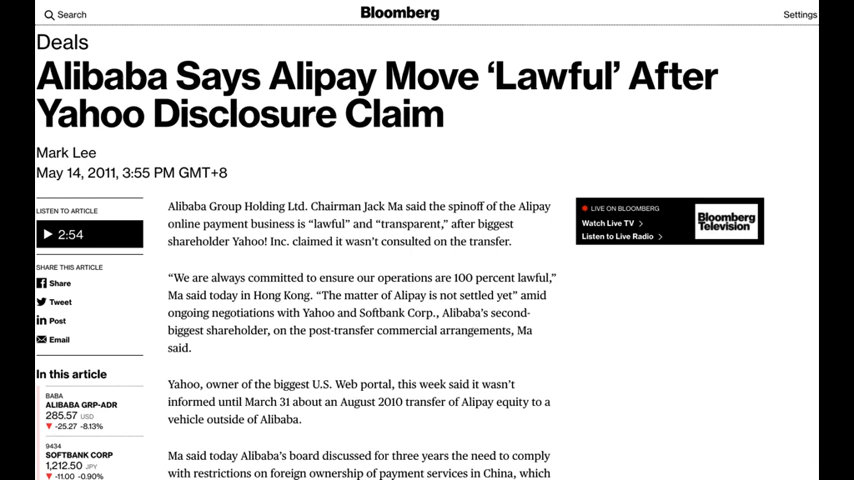 Search
Bloomberg
Settings
Deals
Alibaba Says Alipay Move ‘Lawful’ After
Yahoo Disclosure Claim
Mark Lee
May 14, 2011, 3:55 PM GMT+8
LISTEN TO ARTICLE
2:54
SHARE THIS ARTICLE
Share
Tweet
Post
Email
In this article
BABA
ALIBABA GRP-ADR
285.57 USD
-25.27 -8.13%
9434
SOFTBANK CORP
1,212.50 JPY
-11.00 -0.90%
Alibaba Group Holding Ltd. Chairman Jack Ma said the spinoff of the Alipay
online payment business is “lawful” and “transparent,” after biggest
shareholder Yahoo! Inc. claimed it wasn’t consulted on the transfer.
“We are always committed to ensure our operations are 100 percent lawful,”
Ma said today in Hong Kong. “The matter of Alipay is not settled yet” amid
ongoing negotiations with Yahoo and Softbank Corp., Alibaba’s second-
biggest shareholder, on the post-transfer commercial arrangements, Ma
said.
Yahoo, owner of the biggest U.S. Web portal, this week said it wasn’t
informed until March 31 about an August 2010 transfer of Alipay equity to a
vehicle outside of Alibaba.
Ma said today Alibaba’s board discussed for three years the need to comply
with restrictions on foreign ownership of payment services in China, which
LIVE ON BLOOMBERG
Watch Live TV
Listen to Live Radio
Bloomberg
Television